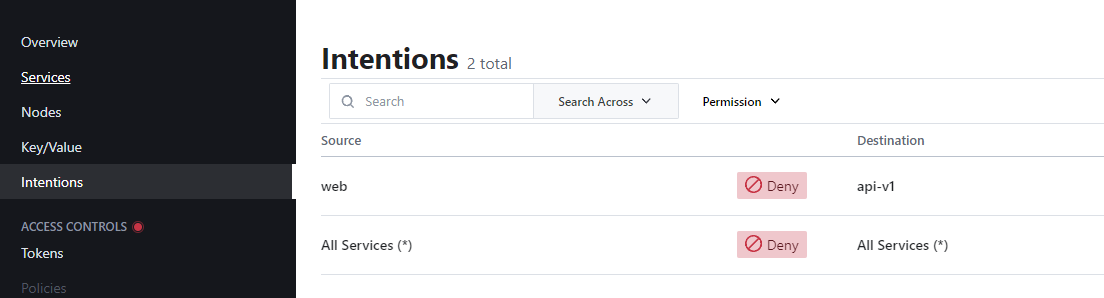 Overview
Services
Nodes
Key/Value
Intentions
ACCESS CONTROLS
Tokens
Policies
Intentions 2 total
Search Search Across Permission
Source Destination
web Deny api-v1
All Services (*) Deny All Services (*)